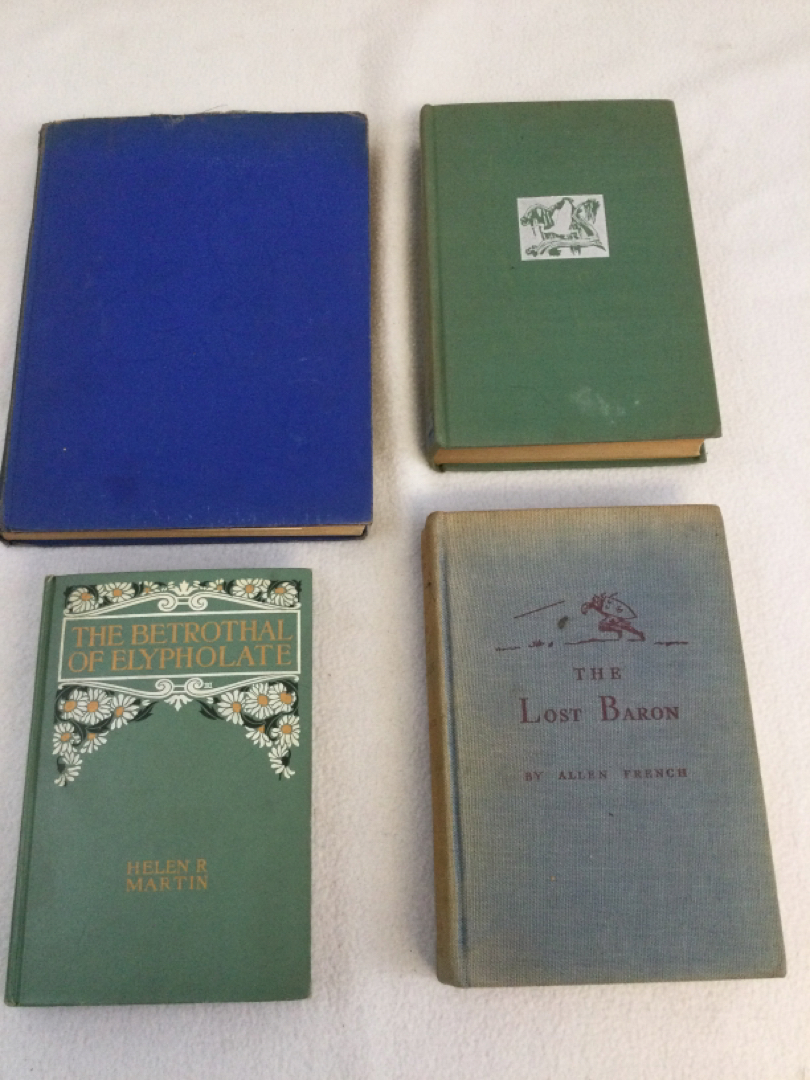 THE BETROTHAL
OF ELYPHOLATE
HELEN R
MARTIN
THE
LOST BARON
BY ALLEN FRENCH